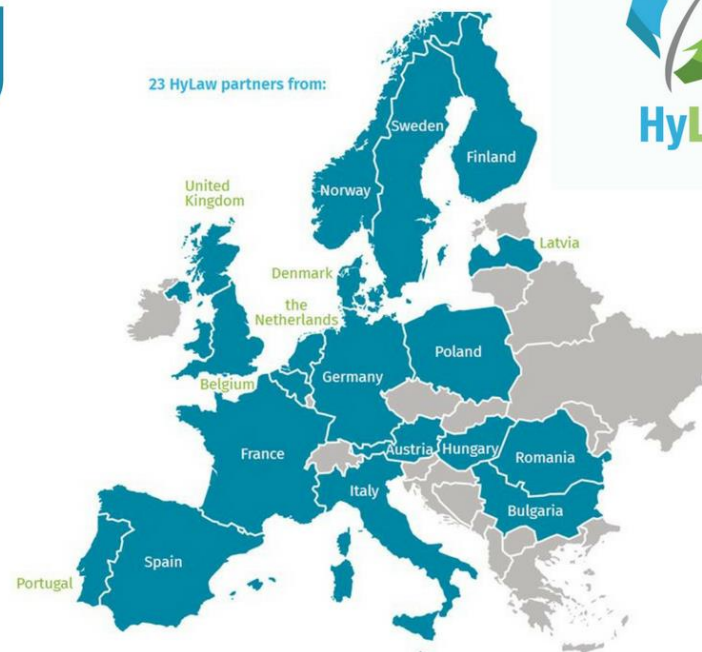 23 HyLaw partners from:
Sweden
Finland
Norway
United
Kingdom
Latvia
Denmark
the
Netherlands
Poland
Belgium
Germany
France
Austria
Hungary
Romania
Italy
Bulgaria
Spain
Portugal